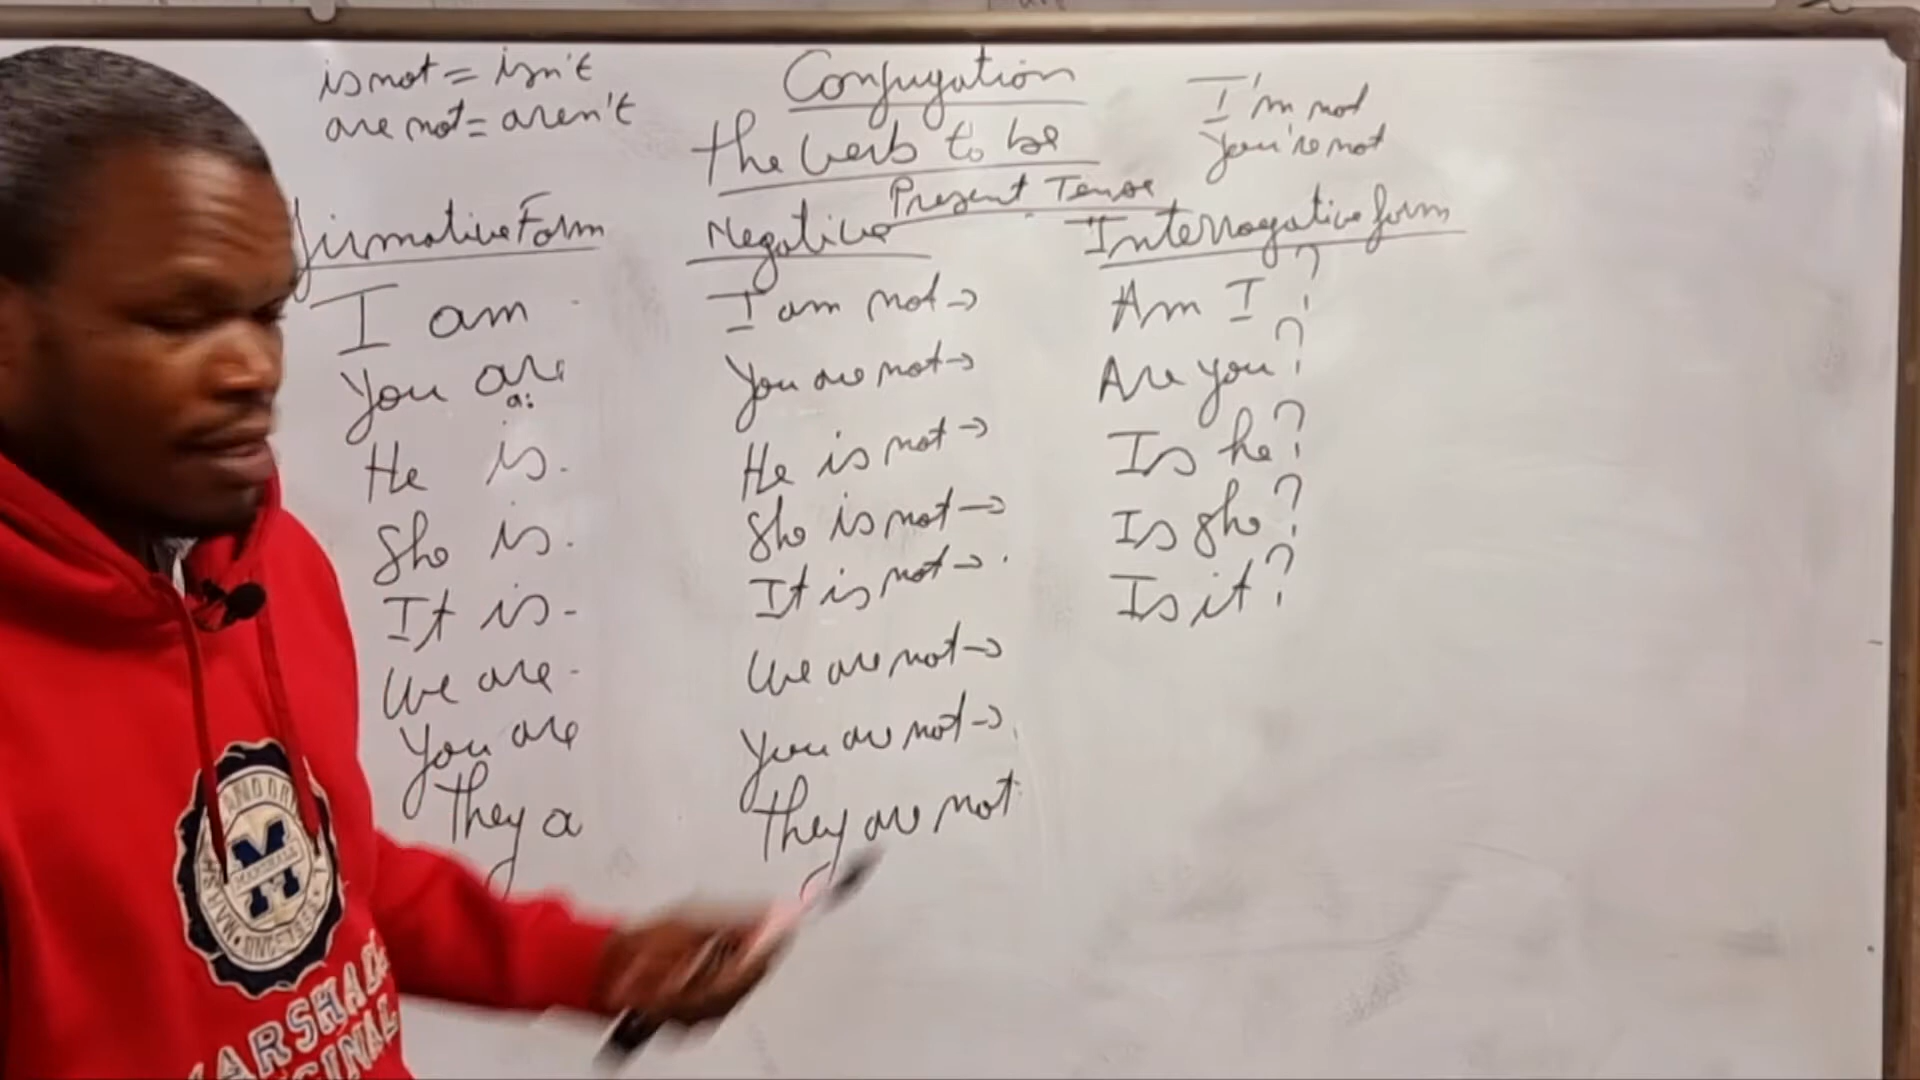 is not = isn't
are not = aren't
Conjugation
the verb to be
Present Tense
I'm not
you're not
firmative Form
I am
You are
a:
He is.
She is.
It is-
We are-
You are
They a
Negative
I am not →
You are not →
He is not →
She is not →
It is not →
We are not →
You are not →
They are not
Interrogative form
Am I ?
Are you?
Is he?
Is she?
Is it?
M
MARSHALL